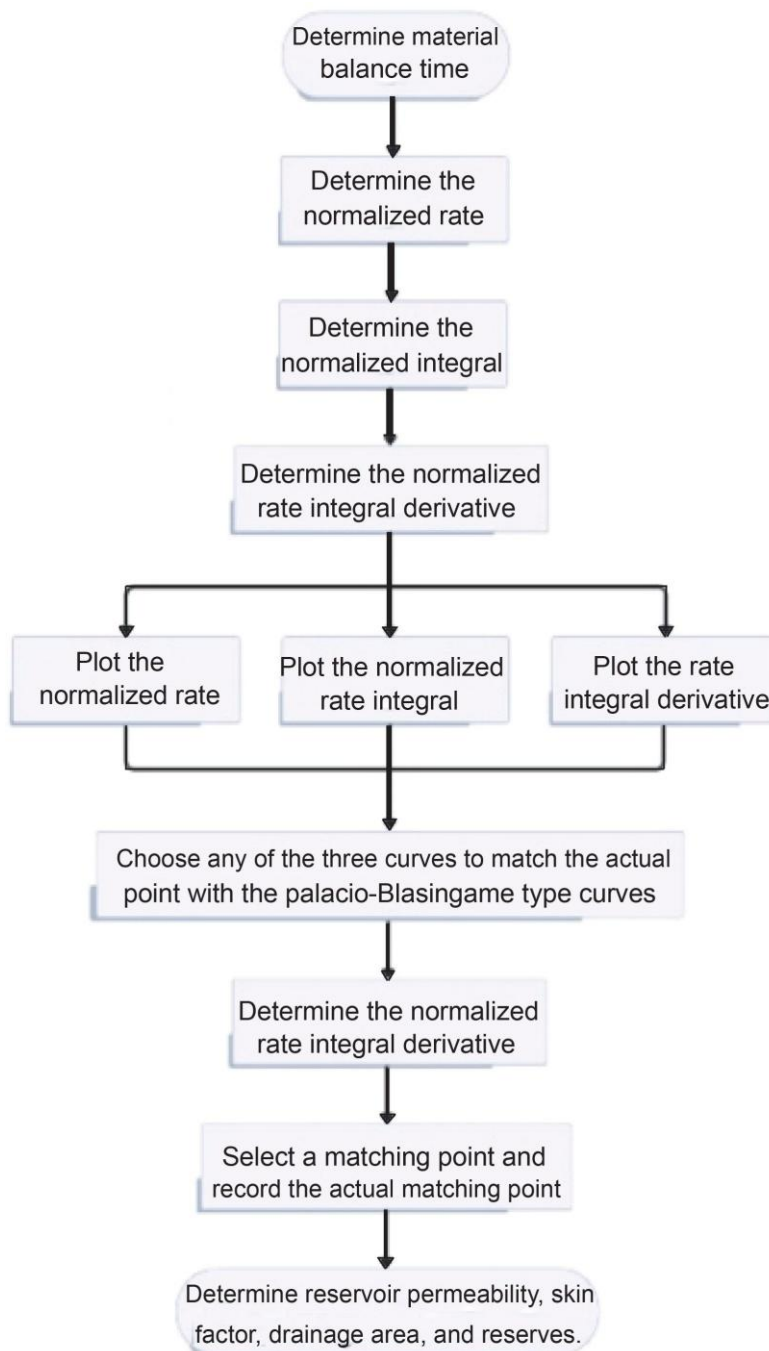 Determine material
balance time
Determine the
normalized rate
Determine the
normalized integral
Determine the normalized
rate integral derivative
Plot the
normalized rate
Plot the normalized
rate integral
Plot the rate
integral derivative
Choose any of the three curves to match the actual
point with the palacio-Blasingame type curves
Determine the normalized
rate integral derivative
Select a matching point and
record the actual matching point
Determine reservoir permeability, skin
factor, drainage area, and reserves.